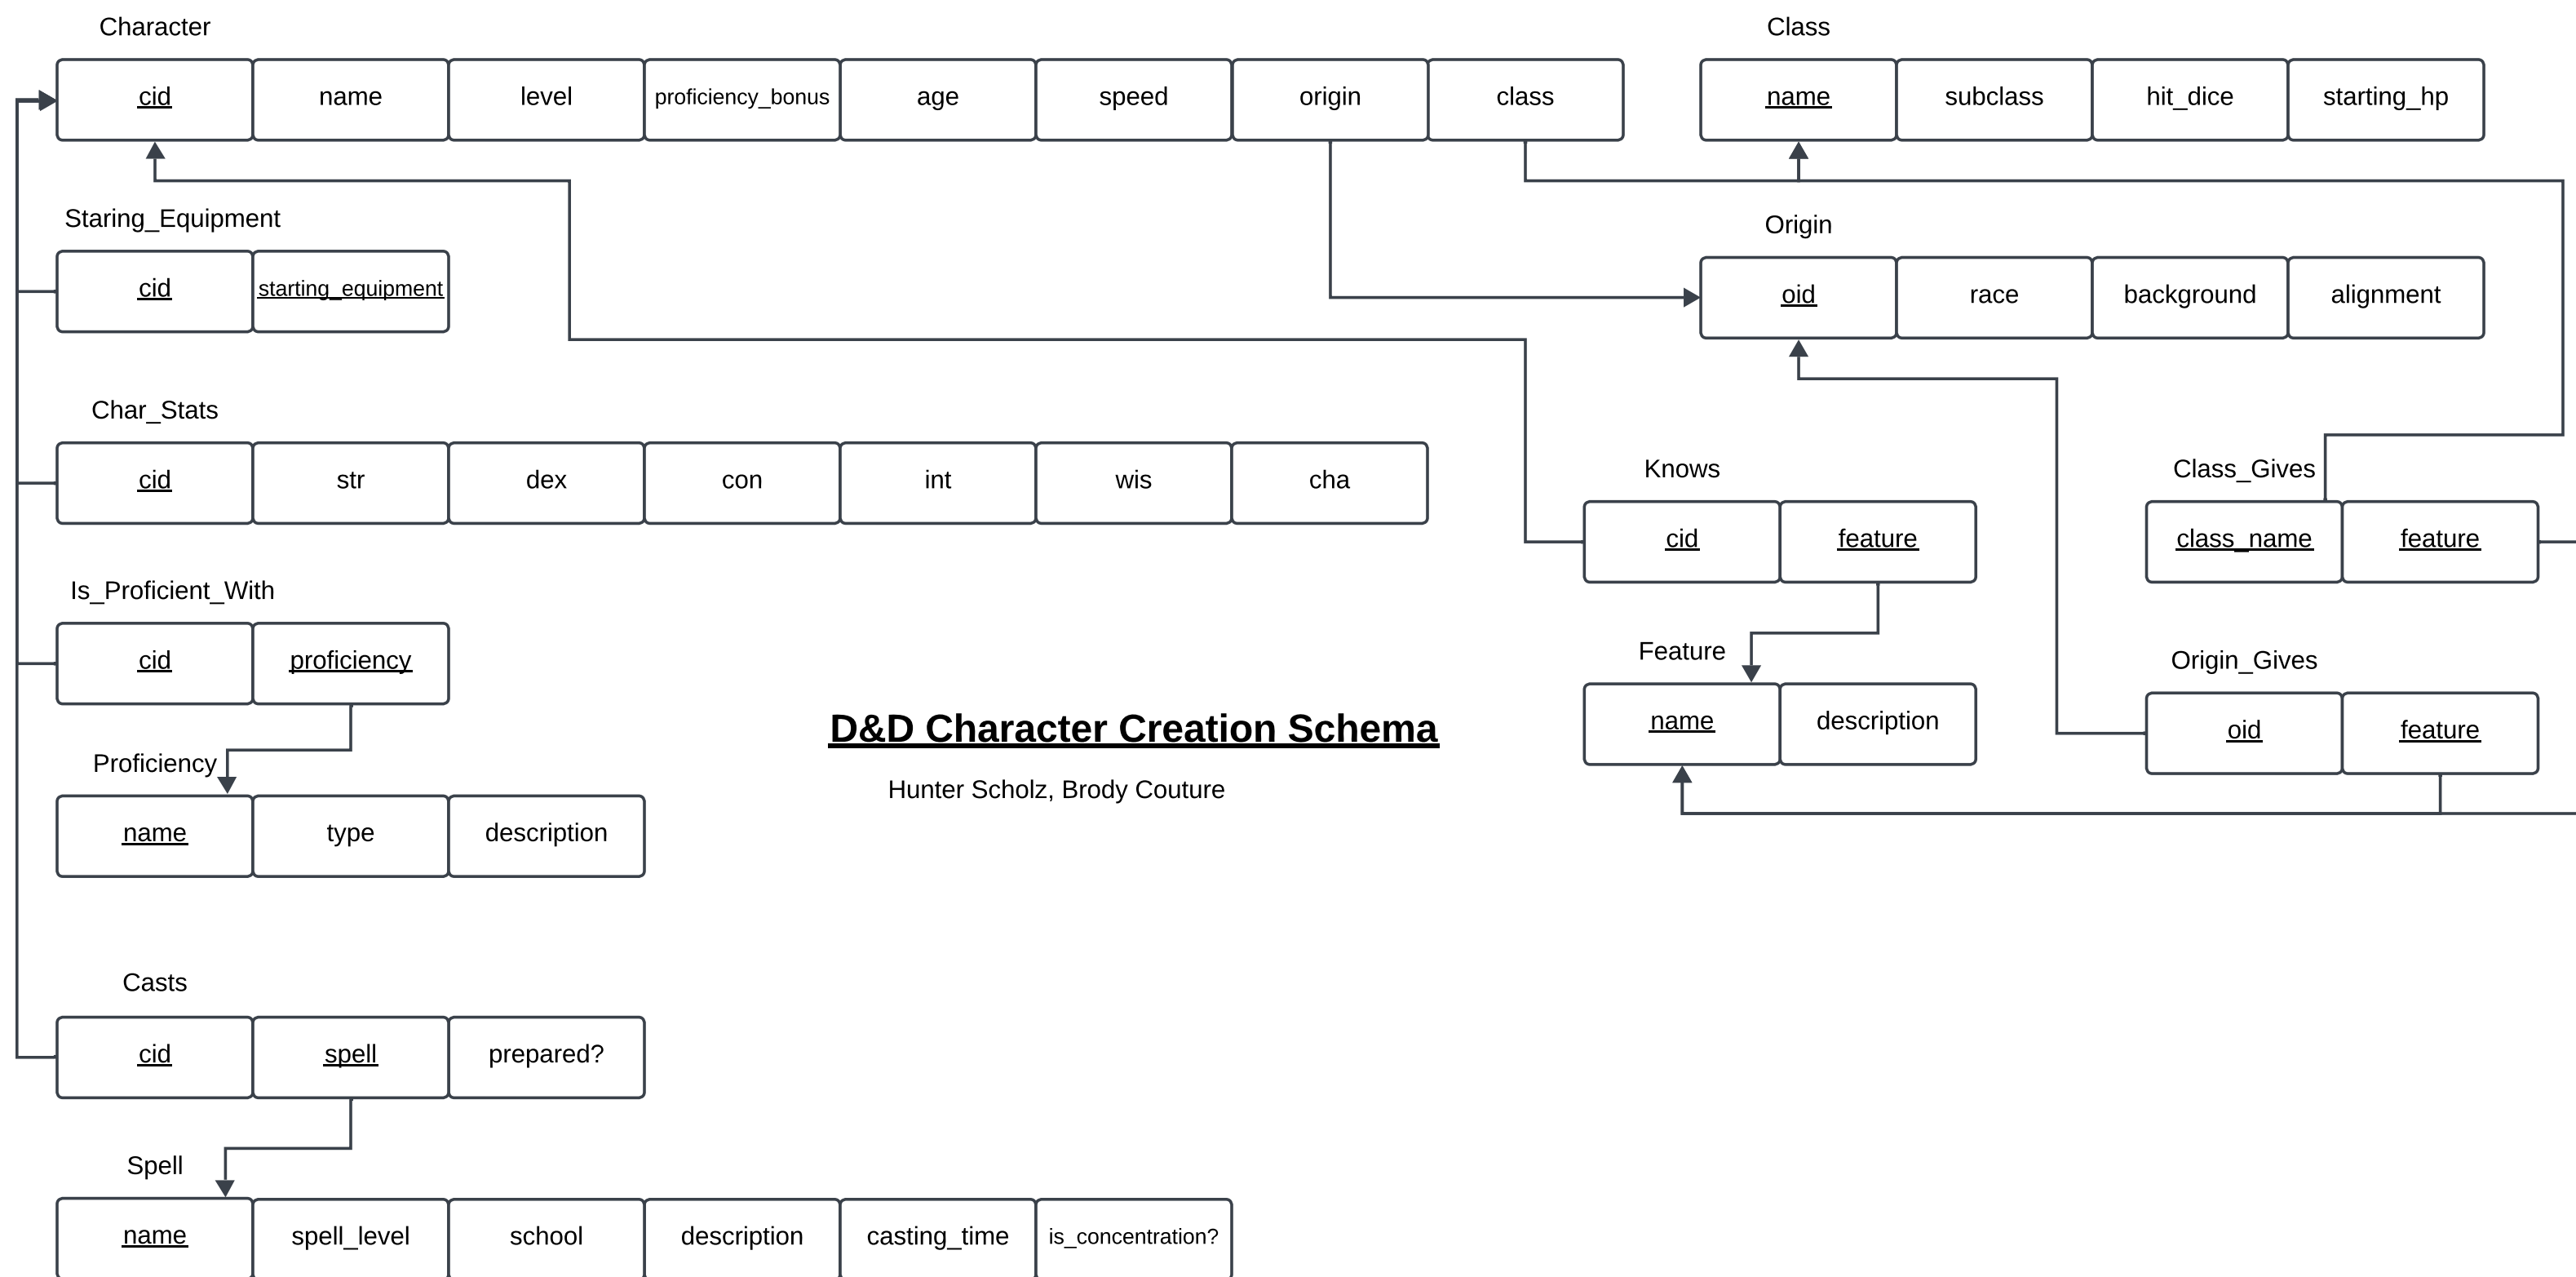 Character
cid name level proficiency_bonus age speed origin class
Class
name subclass hit_dice starting_hp
Staring_Equipment
cid starting_equipment
Origin
oid race background alignment
Char_Stats
cid str dex con int wis cha
Knows
cid feature
Class_Gives
class_name feature
Is_Proficient_With
cid proficiency
Feature
name description
Origin_Gives
oid feature
D&D Character Creation Schema
Hunter Scholz, Brody Couture
Proficiency
name type description
Casts
cid spell prepared?
Spell
name spell_level school description casting_time is_concentration?